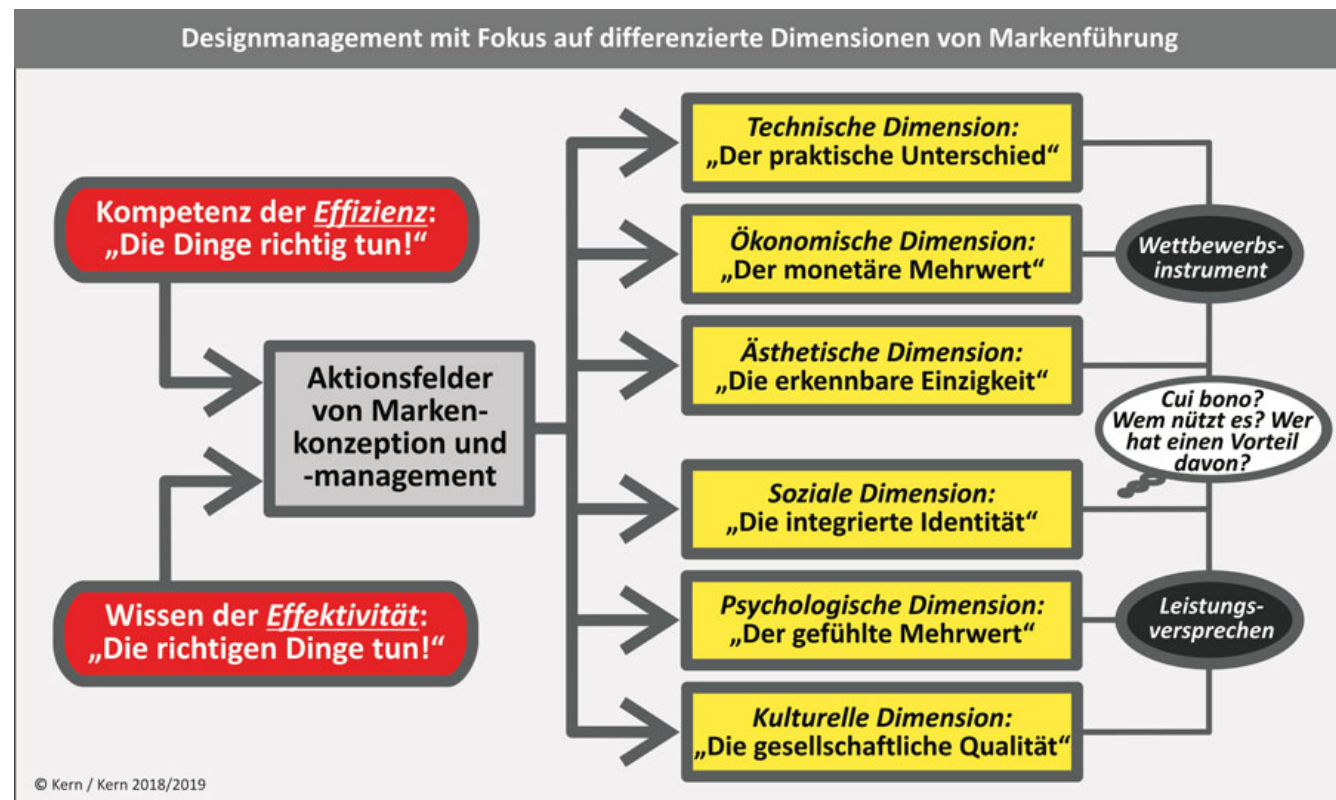 Designmanagement mit Fokus auf differenzierte Dimensionen von Markenführung
Kompetenz der Effizienz:
„Die Dinge richtig tun!“
Wissen der Effektivität:
„Die richtigen Dinge tun!“
Aktionsfelder
von Marken-
konzeption und
-management
Technische Dimension:
„Der praktische Unterschied“
Ökonomische Dimension:
„Der monetäre Mehrwert“
Ästhetische Dimension:
„Die erkennbare Einzigkeit“
Soziale Dimension:
„Die integrierte Identität“
Psychologische Dimension:
„Der gefühlte Mehrwert“
Kulturelle Dimension:
„Die gesellschaftliche Qualität“
Wettbewerbs-
instrument
Cui bono?
Wem nützt es? Wer
hat einen Vorteil
davon?
Leistungs-
versprechen
© Kern / Kern 2018/2019